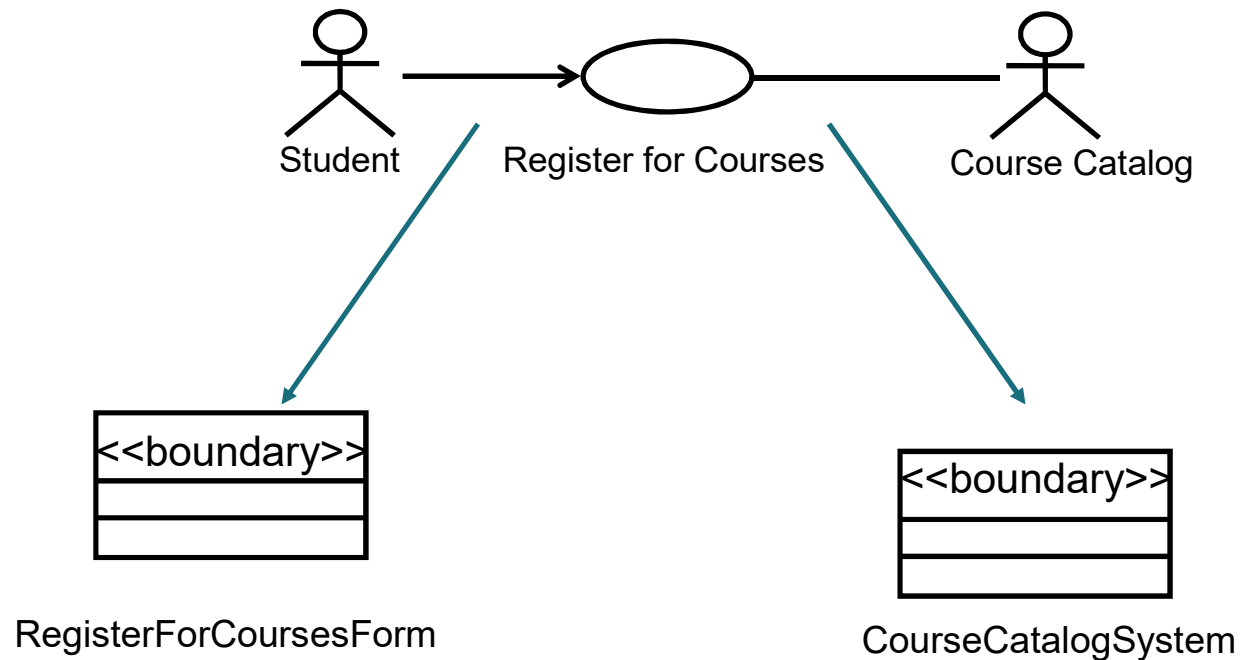 Student
Register for Courses
Course Catalog
<<boundary>>
<<boundary>>
RegisterForCoursesForm
CourseCatalogSystem